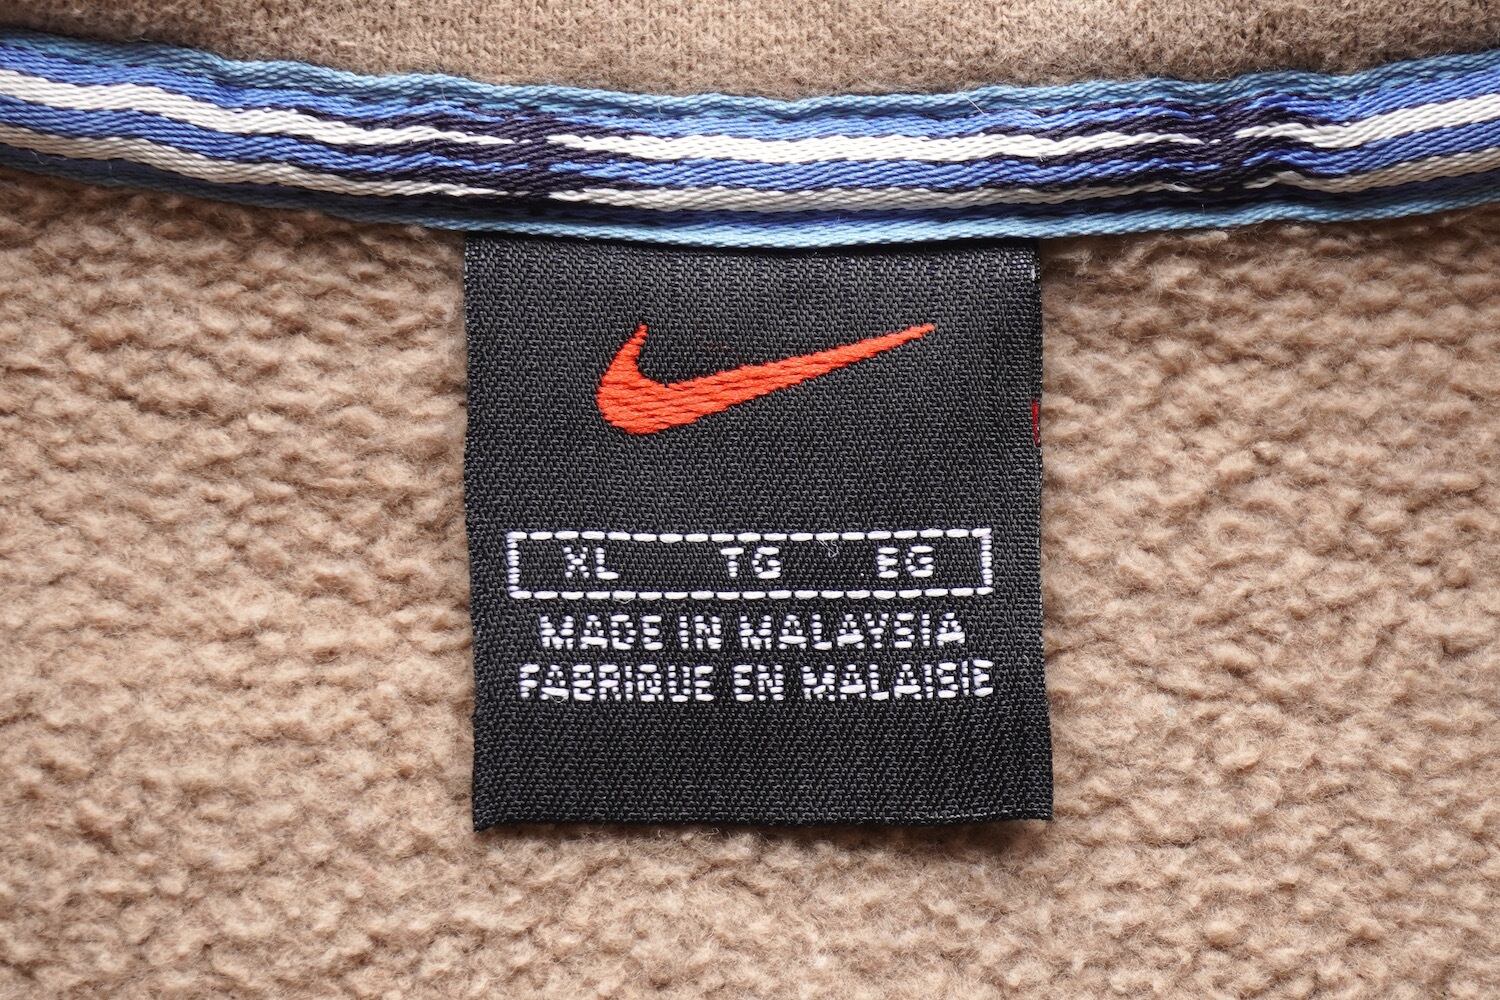 XL TG EG
MADE IN MALAYSIA
FABRIQUE EN MALAISIE